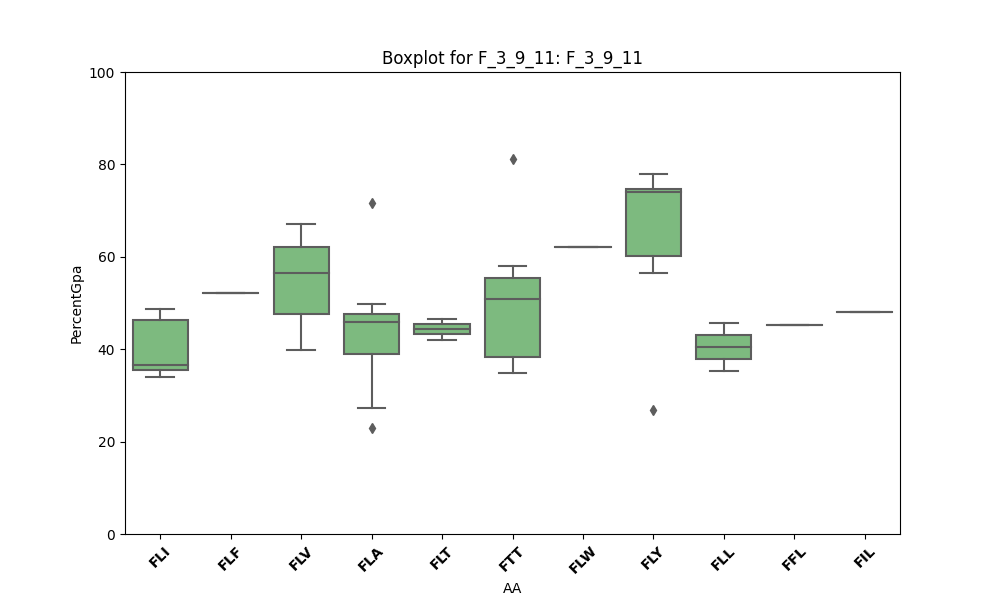 Boxplot for F_3_9_11: F_3_9_11
PercentGpa
100
80
60
40
20
0
FLI
FLF
FLV
FLA
FLT
FTT
FLW
FLY
FLL
FFL
FIL
AA